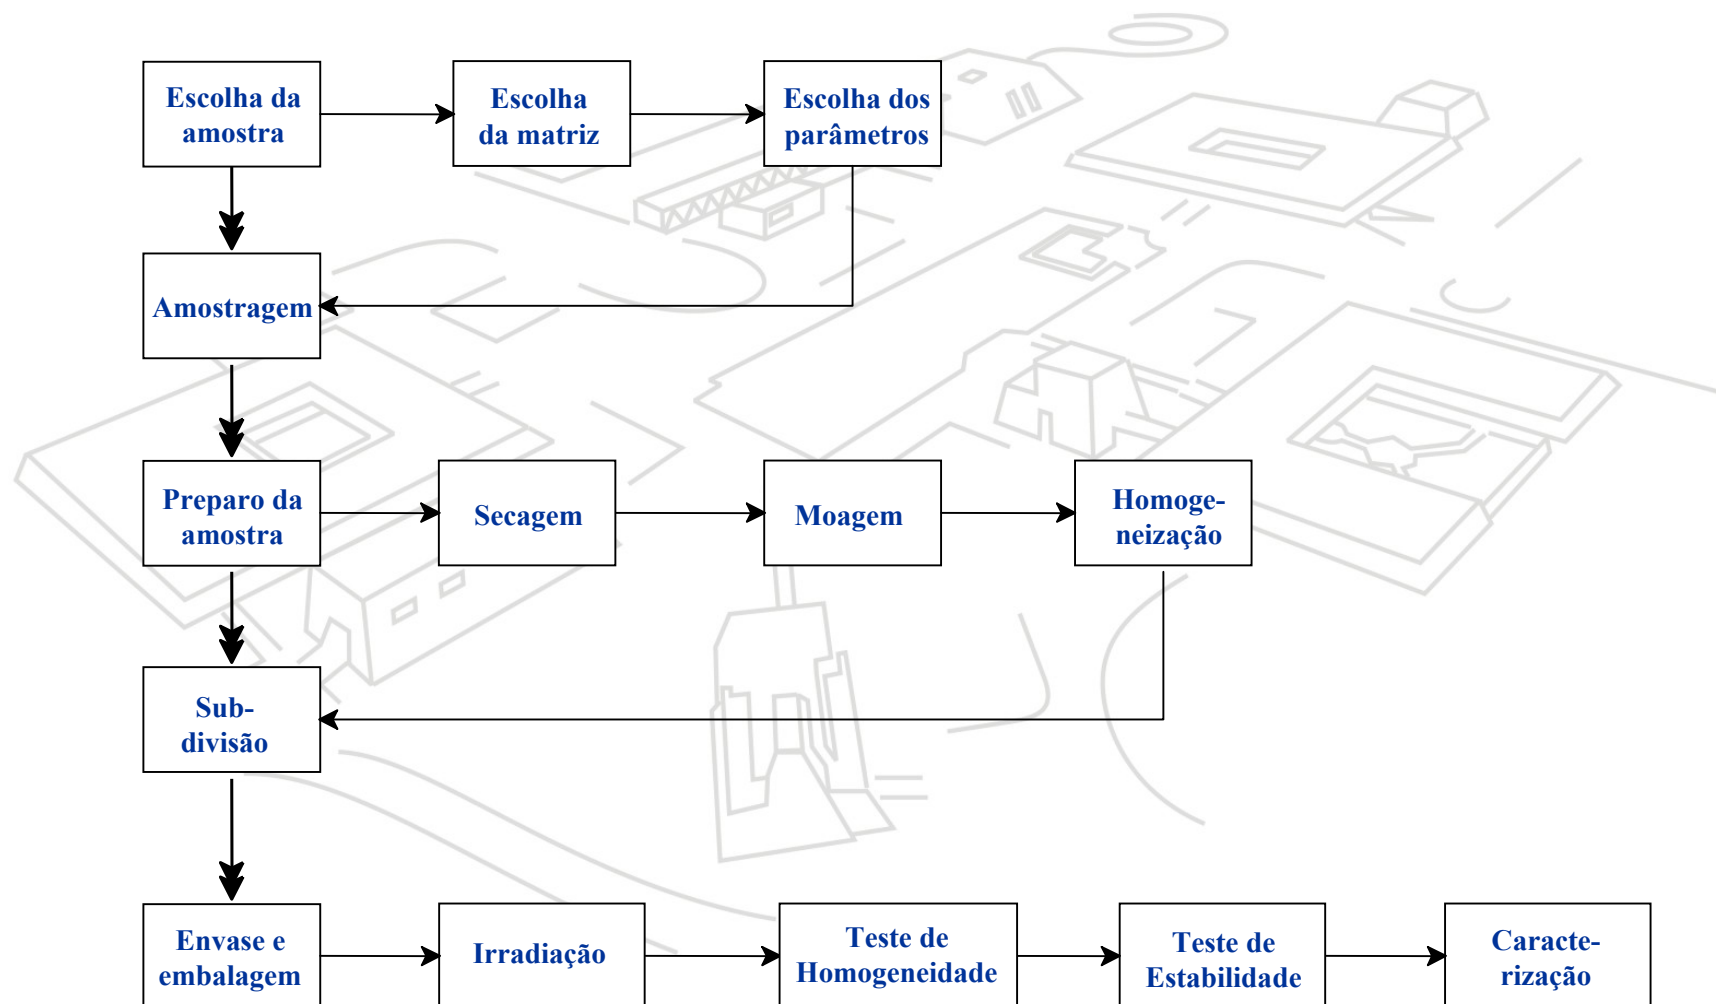 Escolha da
amostra
Escolha
da matriz
Escolha dos
parâmetros
Amostragem
Preparo da
amostra
Secagem
Moagem
Homoge-
neização
Sub-
divisão
Envase e
embalagem
Irradiação
Teste de
Homogeneidade
Teste de
Estabilidade
Caracte-
rização